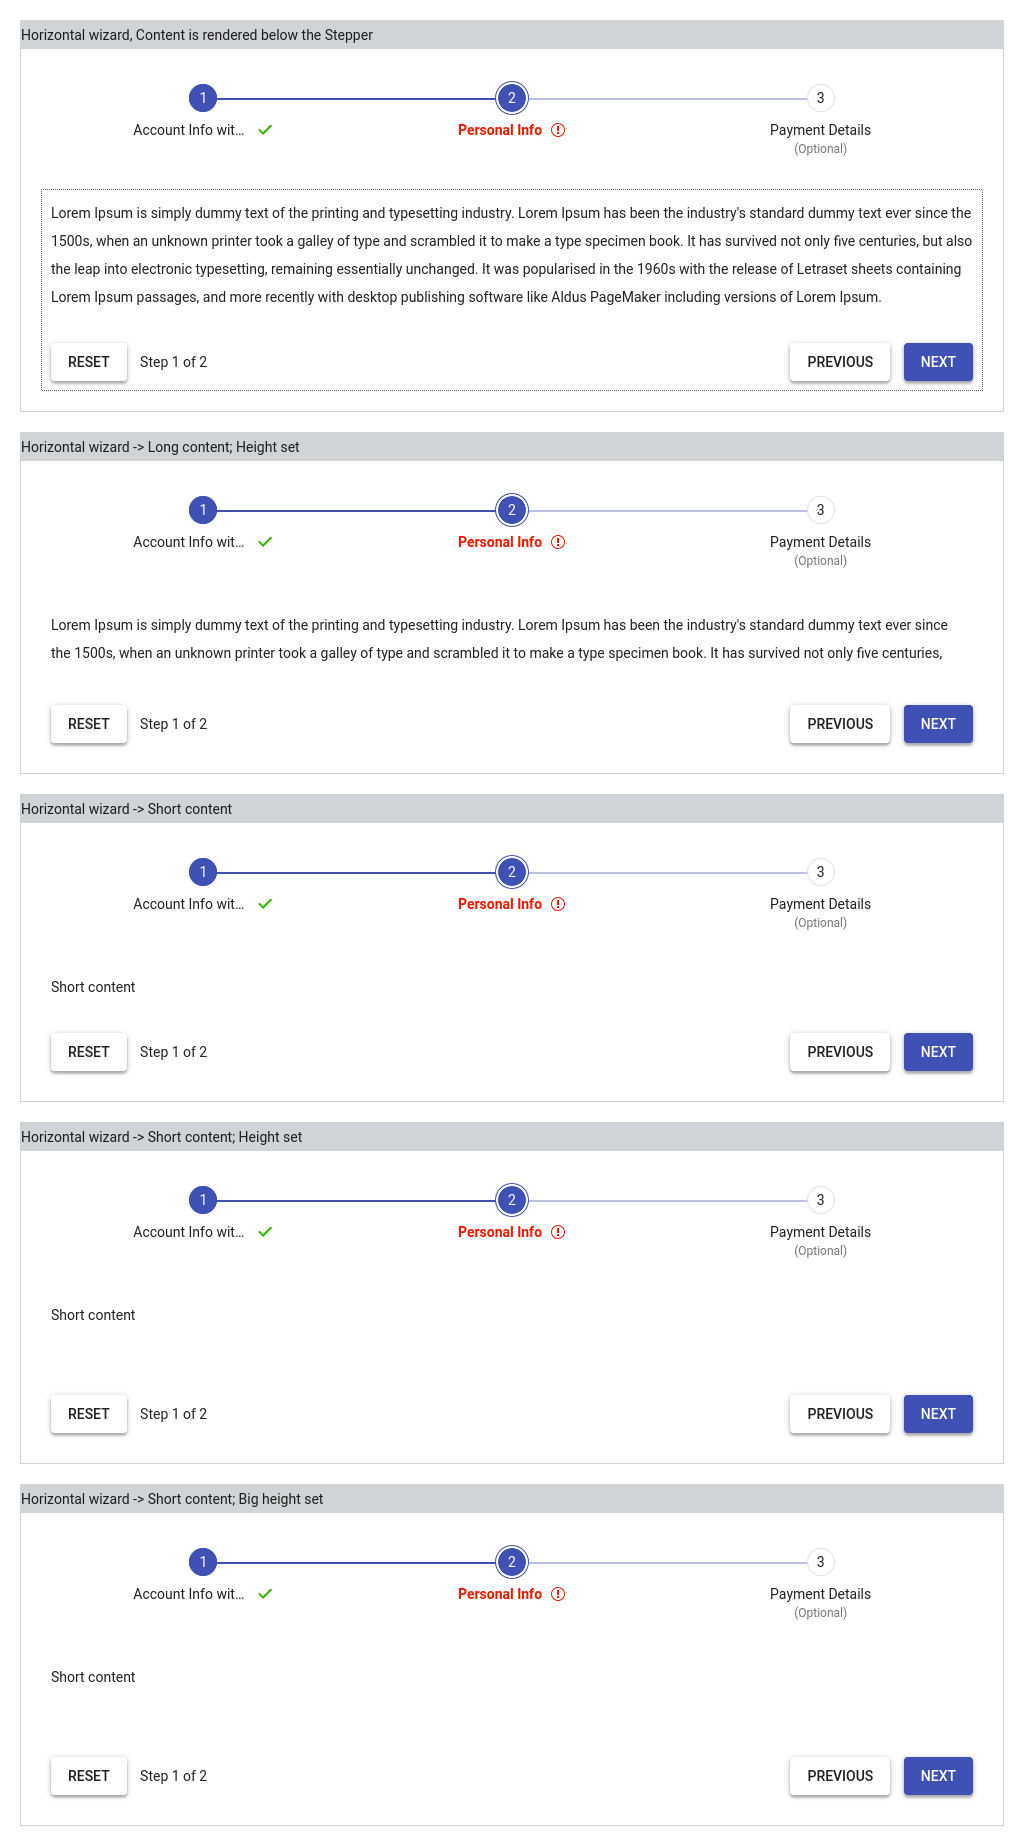 Horizontal wizard, Content is rendered below the Stepper
1 2 3
Account Info wit... Personal Info Payment Details
(Optional)
Lorem Ipsum is simply dummy text of the printing and typesetting industry. Lorem Ipsum has been the industry's standard dummy text ever since the
1500s, when an unknown printer took a galley of type and scrambled it to make a type specimen book. It has survived not only five centuries, but also
the leap into electronic typesetting, remaining essentially unchanged. It was popularised in the 1960s with the release of Letraset sheets containing
Lorem Ipsum passages, and more recently with desktop publishing software like Aldus PageMaker including versions of Lorem Ipsum.
RESET Step 1 of 2 PREVIOUS NEXT
Horizontal wizard -> Long content; Height set
1 2 3
Account Info wit... Personal Info Payment Details
(Optional)
Lorem Ipsum is simply dummy text of the printing and typesetting industry. Lorem Ipsum has been the industry's standard dummy text ever since
the 1500s, when an unknown printer took a galley of type and scrambled it to make a type specimen book. It has survived not only five centuries,
RESET Step 1 of 2 PREVIOUS NEXT
Horizontal wizard -> Short content
1 2 3
Account Info wit... Personal Info Payment Details
(Optional)
Short content
RESET Step 1 of 2 PREVIOUS NEXT
Horizontal wizard -> Short content; Height set
1 2 3
Account Info wit... Personal Info Payment Details
(Optional)
Short content
RESET Step 1 of 2 PREVIOUS NEXT
Horizontal wizard -> Short content; Big height set
1 2 3
Account Info wit... Personal Info Payment Details
(Optional)
Short content
RESET Step 1 of 2 PREVIOUS NEXT